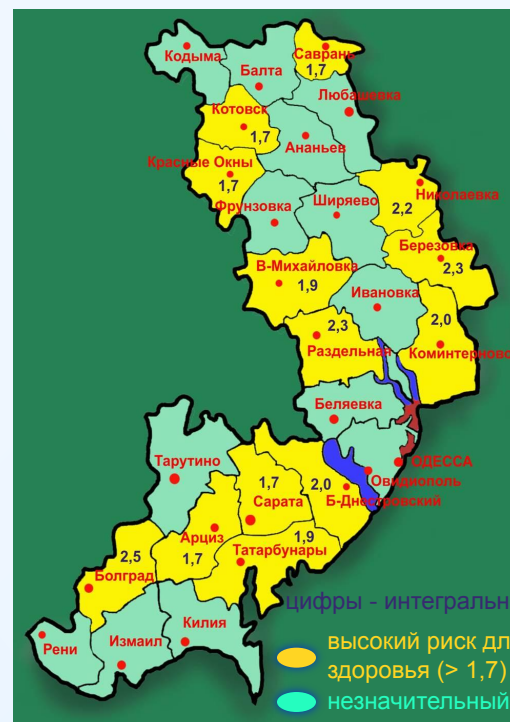 Саврань
1,7
Кодыма
Балта
Любашевка
Котовск
1,7
Ананьев
Красные Окны
1,7
Николаевка
2,2
Фрунзовка
Ширяево
Березовка
2,3
В-Михайловка
1,9
Ивановка
2,0
2,3
Раздельная
Коминтерново
Беляевка
ОДЕССА
Тарутино
Овидиополь
1,7
2,0
Б-Днестровский
Сарата
Арциз
1,9
1,7
Татарбунары
2,5
Болград
цифры - интегральн
Килия
Рени
Измаил
высокий риск дл
здоровья (> 1,7)
незначительный